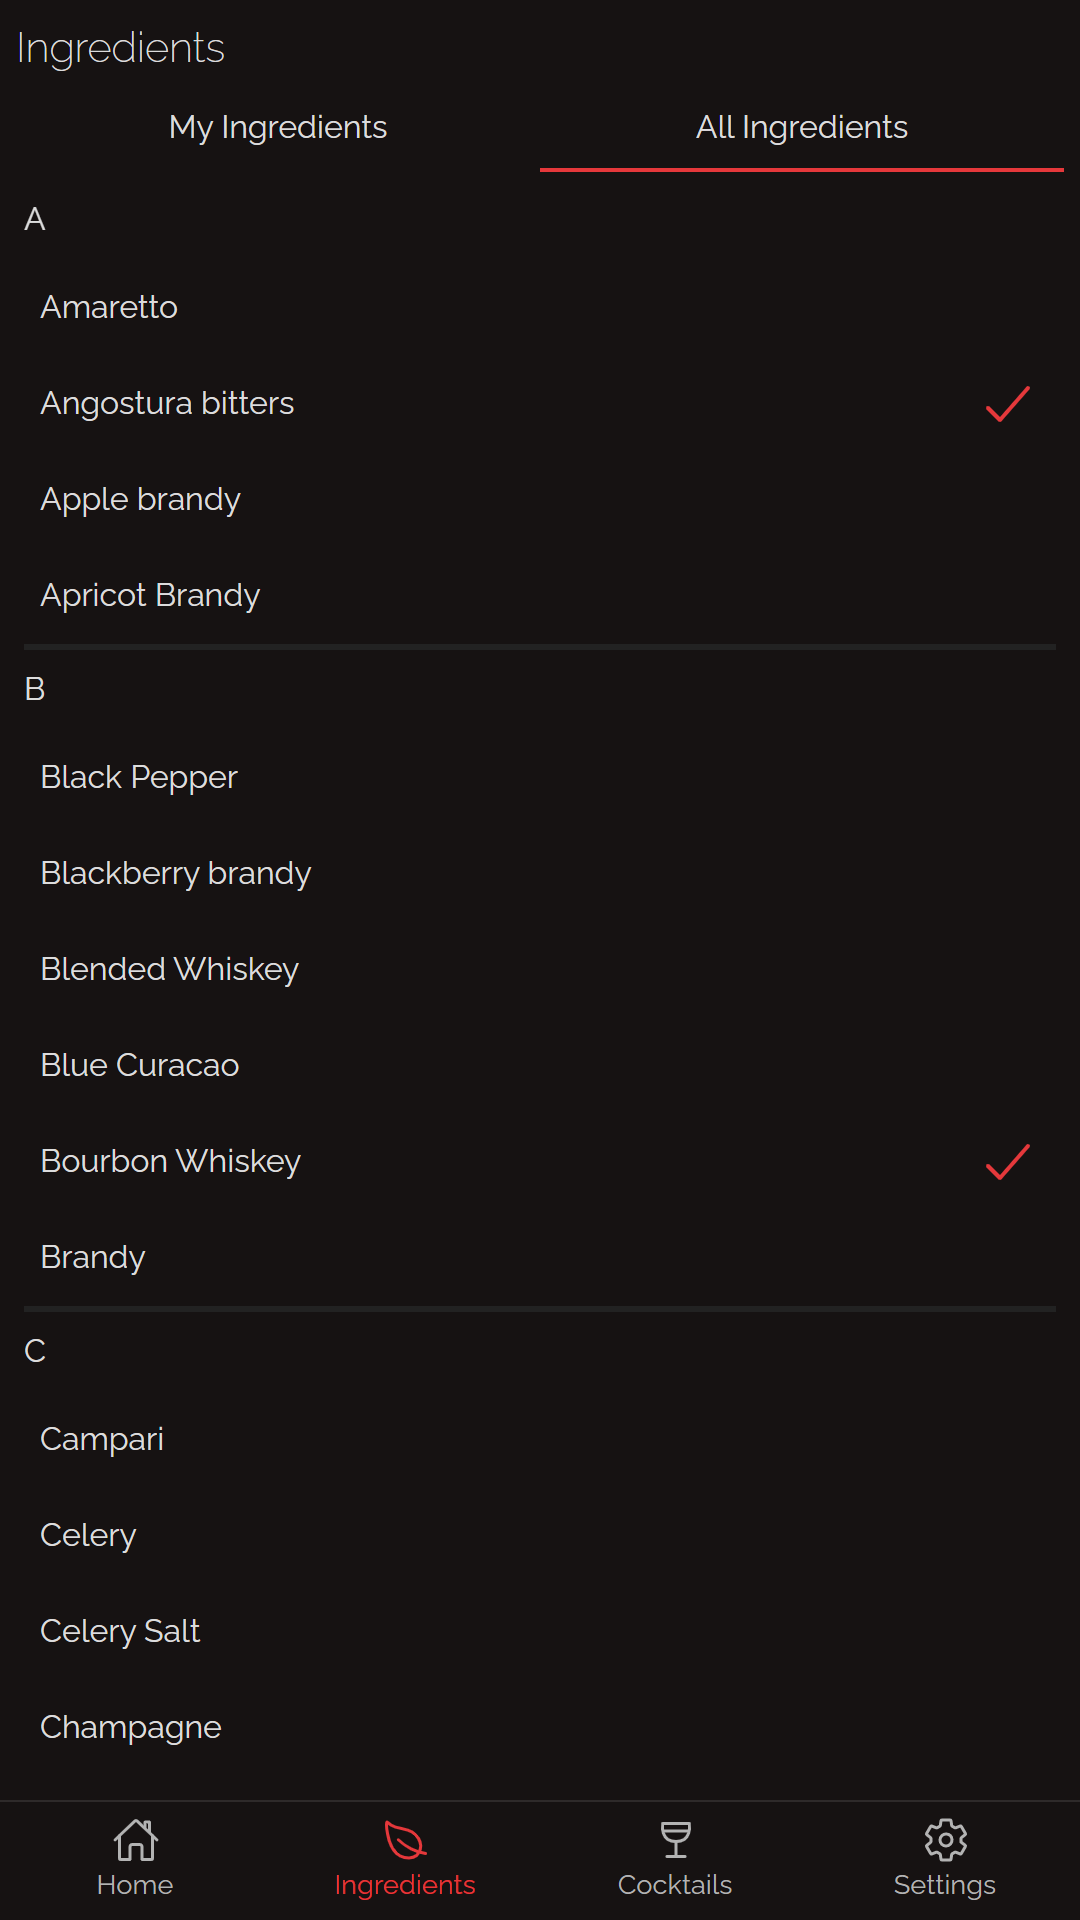 Ingredients
My Ingredients All Ingredients
A
Amaretto
Angostura bitters
Apple brandy
Apricot Brandy
B
Black Pepper
Blackberry brandy
Blended Whiskey
Blue Curacao
Bourbon Whiskey
Brandy
C
Campari
Celery
Celery Salt
Champagne
Home Ingredients Cocktails Settings